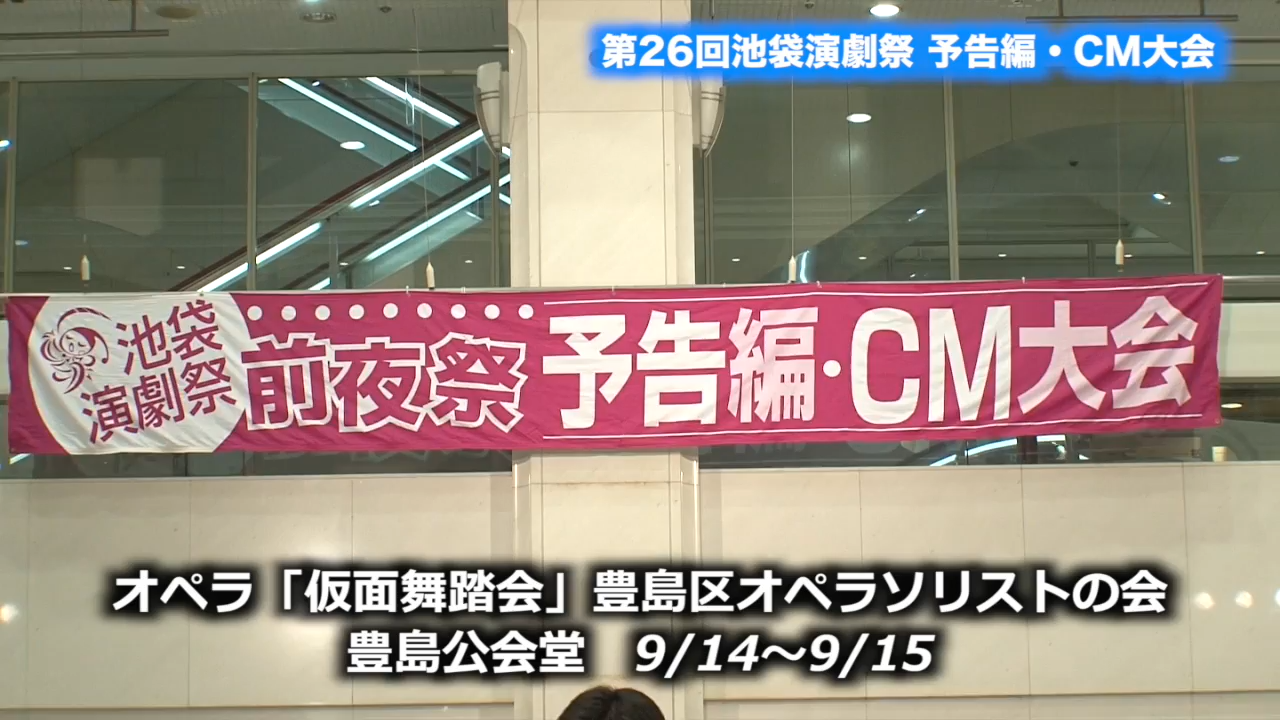 第26回池袋演劇祭 予告編・CM大会
池袋
演劇祭
前夜祭
予告編・CM大会
オペラ「仮面舞踏会」豊島区オペラソリストの会
豊島公会堂　9/14～9/15